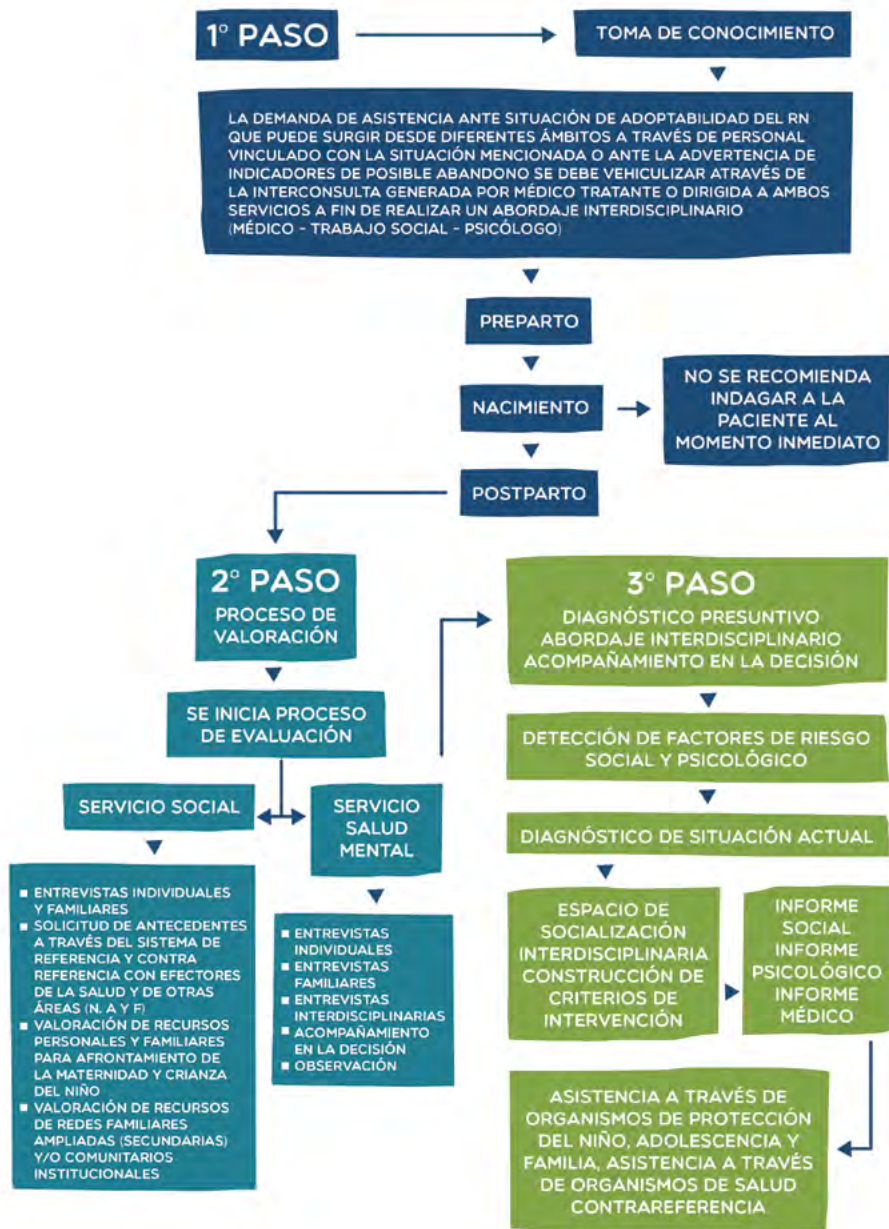 1° PASO
TOMA DE CONOCIMIENTO
LA DEMANDA DE ASISTENCIA ANTE SITUACIÓN DE ADOPTABILIDAD DEL RN
QUE PUEDE SURGIR DESDE DIFERENTES ÁMBITOS A TRAVÉS DE PERSONAL
VINCULADO CON LA SITUACIÓN MENCIONADA O ANTE LA ADVERTENCIA DE
INDICADORES DE POSIBLE ABANDONO SE DEBE VEHICULIZAR ATRAVÉS DE
LA INTERCONSULTA GENERADA POR MÉDICO TRATANTE O DIRIGIDA A AMBOS
SERVICIOS A FIN DE REALIZAR UN ABORDAJE INTERDISCIPLINARIO
(MÉDICO - TRABAJO SOCIAL - PSICÓLOGO)
PREPARTO
NACIMIENTO
NO SE RECOMIENDA
INDAGAR A LA
PACIENTE AL
MOMENTO INMEDIATO
POSTPARTO
2° PASO
PROCESO DE
VALORACIÓN
SE INICIA PROCESO
DE EVALUACIÓN
SERVICIO SOCIAL
■ ENTREVISTAS INDIVIDUALES
Y FAMILIARES
■ SOLICITUD DE ANTECEDENTES
A TRAVÉS DEL SISTEMA DE
REFERENCIA Y CONTRA
REFERENCIA CON EFECTORES
DE LA SALUD Y DE OTRAS
ÁREAS (N. A Y F)
■ VALORACIÓN DE RECURSOS
PERSONALES Y FAMILIARES
PARA AFRONTAMIENTO DE
LA MATERNIDAD Y CRIANZA
DEL NIÑO
■ VALORACIÓN DE RECURSOS
DE REDES FAMILIARES
AMPLIADAS (SECUNDARIAS)
Y/O COMUNITARIOS
INSTITUCIONALES
SERVICIO
SALUD
MENTAL
■ ENTREVISTAS
INDIVIDUALES
■ ENTREVISTAS
FAMILIARES
■ ENTREVISTAS
INTERDISCIPLINARIAS
■ ACOMPAÑAMIENTO
EN LA DECISIÓN
■ OBSERVACIÓN
3° PASO
DIAGNÓSTICO PRESUNTIVO
ABORDAJE INTERDISCIPLINARIO
ACOMPAÑAMIENTO EN LA DECISIÓN
DETECCIÓN DE FACTORES DE RIESGO
SOCIAL Y PSICOLÓGICO
DIAGNÓSTICO DE SITUACIÓN ACTUAL
ESPACIO DE
SOCIALIZACIÓN
INTERDISCIPLINARIA
CONSTRUCCIÓN DE
CRITERIOS DE
INTERVENCIÓN
INFORME
SOCIAL
INFORME
PSICOLÓGICO
INFORME
MÉDICO
ASISTENCIA A TRAVÉS DE
ORGANISMOS DE PROTECCIÓN
DEL NIÑO, ADOLESCENCIA Y
FAMILIA, ASISTENCIA A TRAVÉS
DE ORGANISMOS DE SALUD
CONTRAREFERENCIA